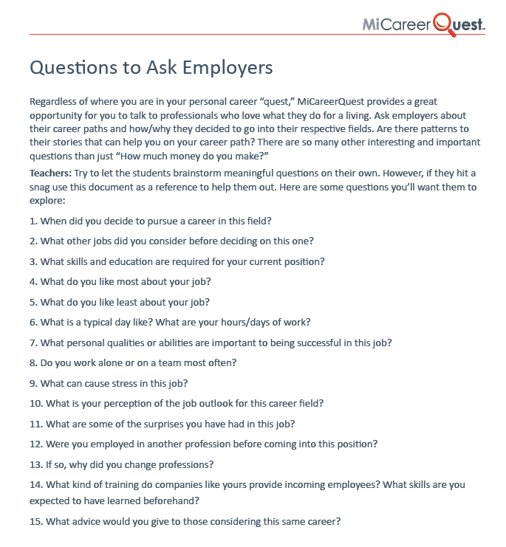 MiCareerQuest
Questions to Ask Employers
Regardless of where you are in your personal career “quest,” MiCareerQuest provides a great
opportunity for you to talk to professionals who love what they do for a living. Ask employers about
their career paths and how/why they decided to go into their respective fields. Are there patterns to
their stories that can help you on your career path? There are so many other interesting and important
questions than just “How much money do you make?”
Teachers: Try to let the students brainstorm meaningful questions on their own. However, if they hit a
snag use this document as a reference to help them out. Here are some questions you’ll want them to
explore:
1. When did you decide to pursue a career in this field?
2. What other jobs did you consider before deciding on this one?
3. What skills and education are required for your current position?
4. What do you like most about your job?
5. What do you like least about your job?
6. What is a typical day like? What are your hours/days of work?
7. What personal qualities or abilities are important to being successful in this job?
8. Do you work alone or on a team most often?
9. What can cause stress in this job?
10. What is your perception of the job outlook for this career field?
11. What are some of the surprises you have had in this job?
12. Were you employed in another profession before coming into this position?
13. If so, why did you change professions?
14. What kind of training do companies like yours provide incoming employees? What skills are you
expected to have learned beforehand?
15. What advice would you give to those considering this same career?